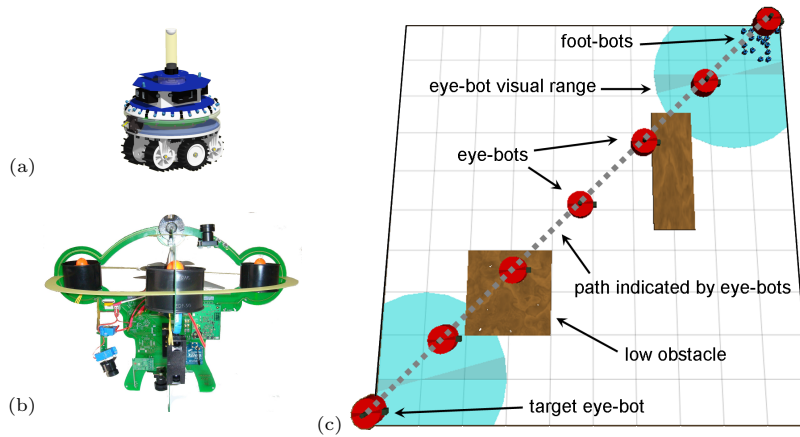 (a)
(b)
(c)
foot-bots
eye-bot visual range
eye-bots
path indicated by eye-bots
low obstacle
target eye-bot